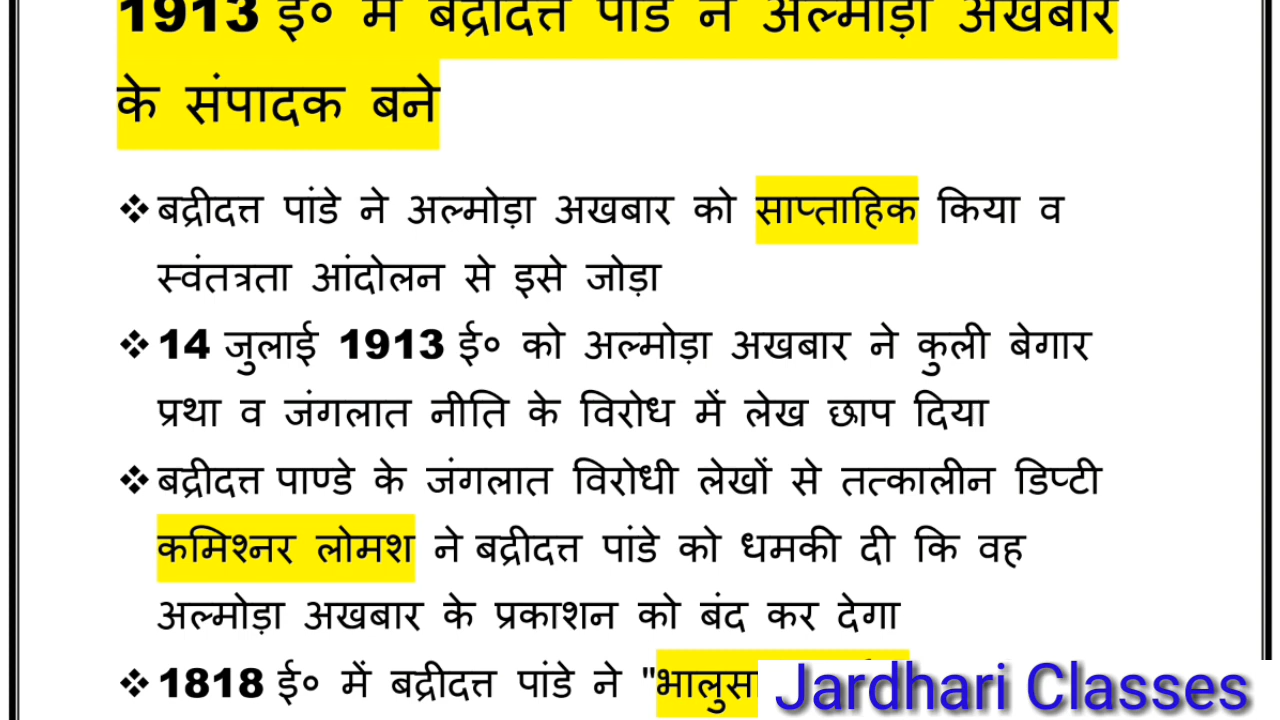 1913 ई० में बद्रीदत्त पांडे ने अल्मोड़ा अखबार
के संपादक बने
❖ बद्रीदत्त पांडे ने अल्मोड़ा अखबार को साप्ताहिक किया व
स्वंतत्रता आंदोलन से इसे जोड़ा
❖ 14 जुलाई 1913 ई० को अल्मोड़ा अखबार ने कुली बेगार
प्रथा व जंगलात नीति के विरोध में लेख छाप दिया
❖ बद्रीदत्त पाण्डे के जंगलात विरोधी लेखों से तत्कालीन डिप्टी
कमिश्नर लोमश ने बद्रीदत्त पांडे को धमकी दी कि वह
अल्मोड़ा अखबार के प्रकाशन को बंद कर देगा
❖ 1818 ई० में बद्रीदत्त पांडे ने "भालुसा
Jardhari Classes